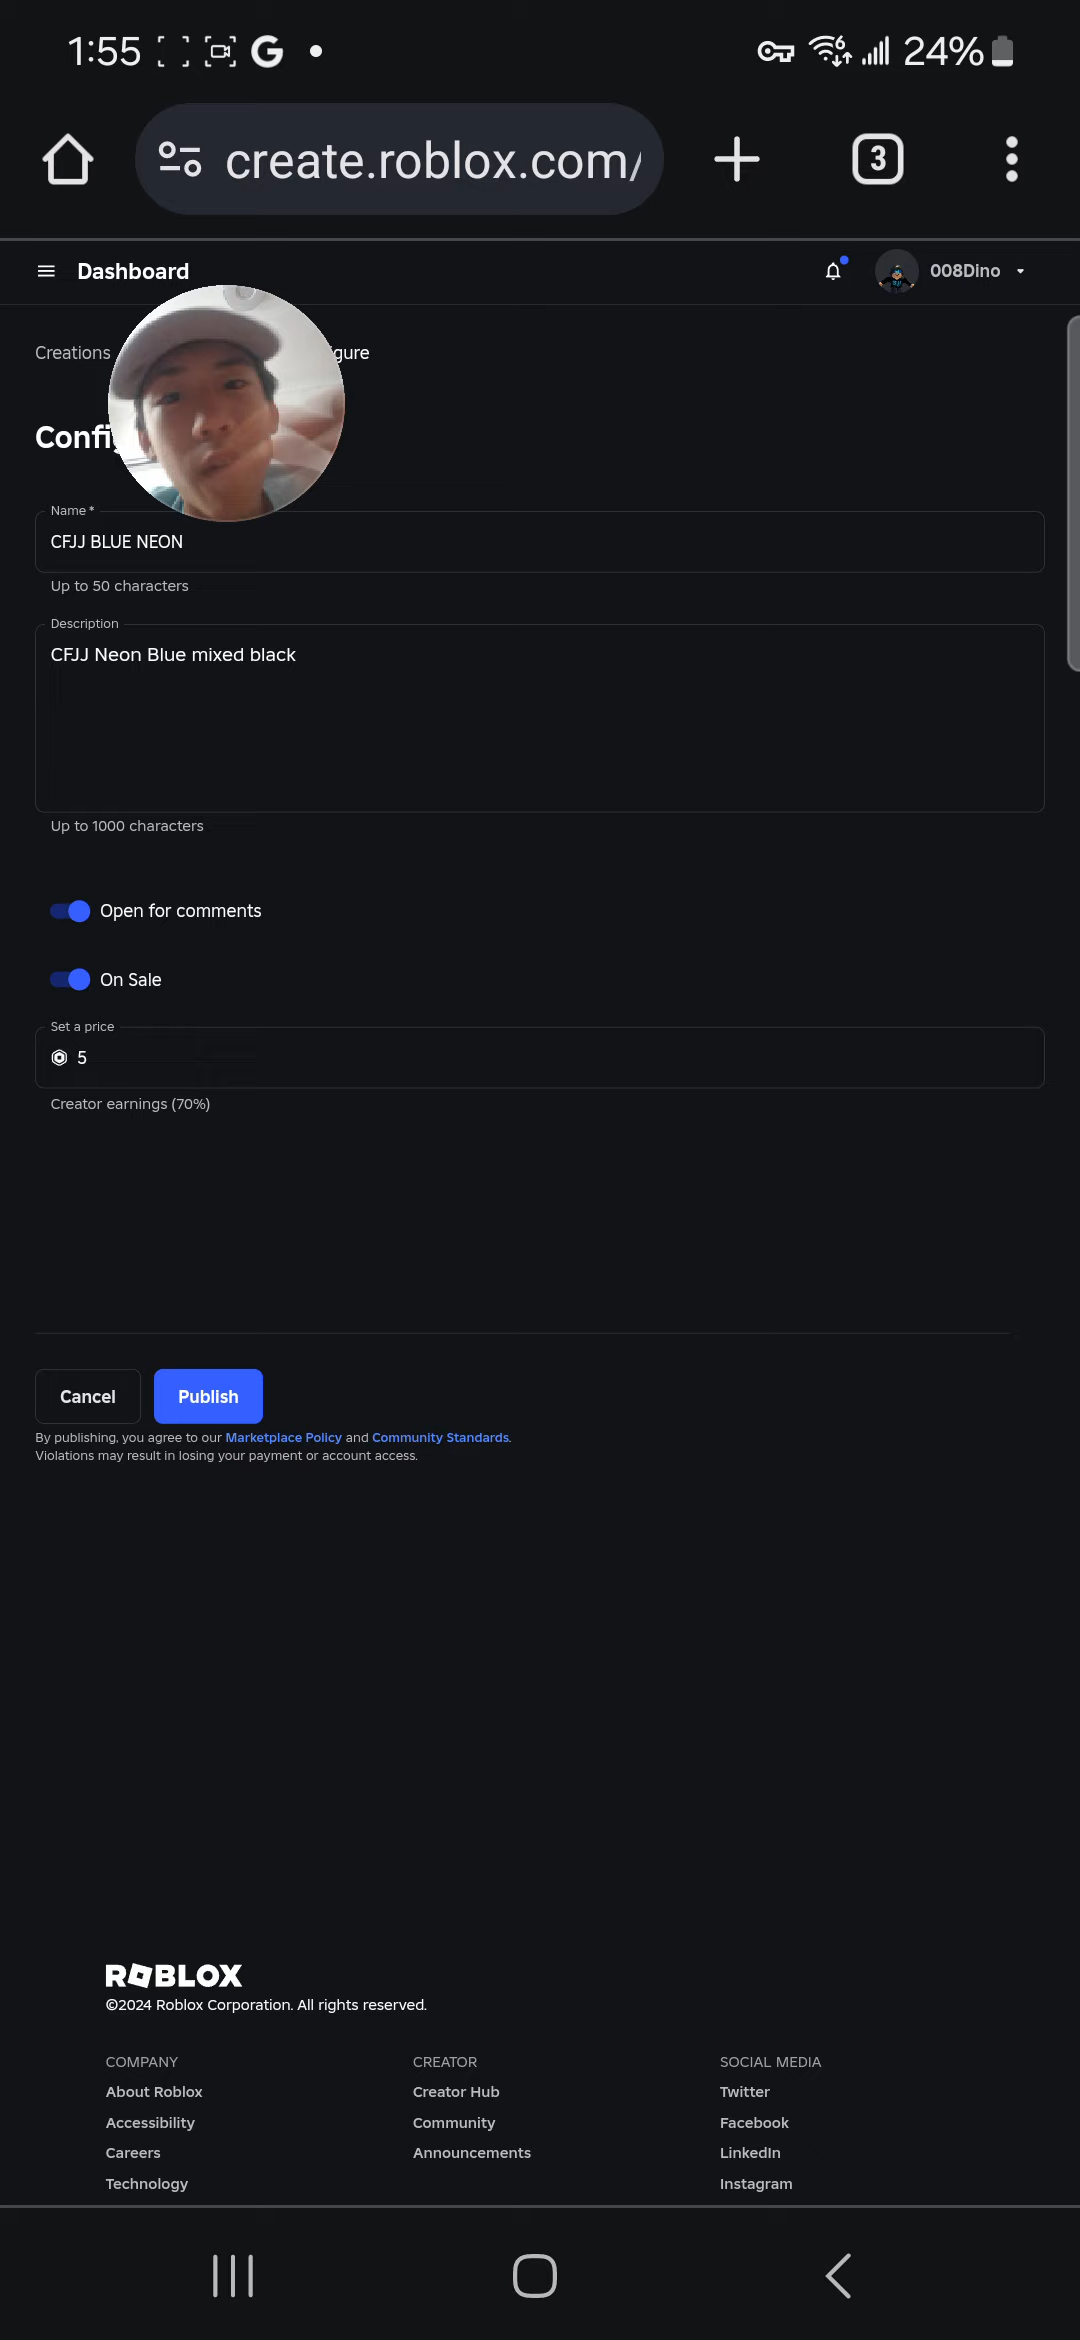 1:55 G 24%
create.roblox.com/ 3
Dashboard 008Dino
Creations gure
Config
Name *
CFJJ BLUE NEON
Up to 50 characters
Description
CFJJ Neon Blue mixed black
Up to 1000 characters
Open for comments
On Sale
Set a price
5
Creator earnings (70%)
Cancel Publish
By publishing, you agree to our Marketplace Policy and Community Standards.
Violations may result in losing your payment or account access.
ROBLOX
©2024 Roblox Corporation. All rights reserved.
COMPANY CREATOR SOCIAL MEDIA
About Roblox Creator Hub Twitter
Accessibility Community Facebook
Careers Announcements LinkedIn
Technology Instagram